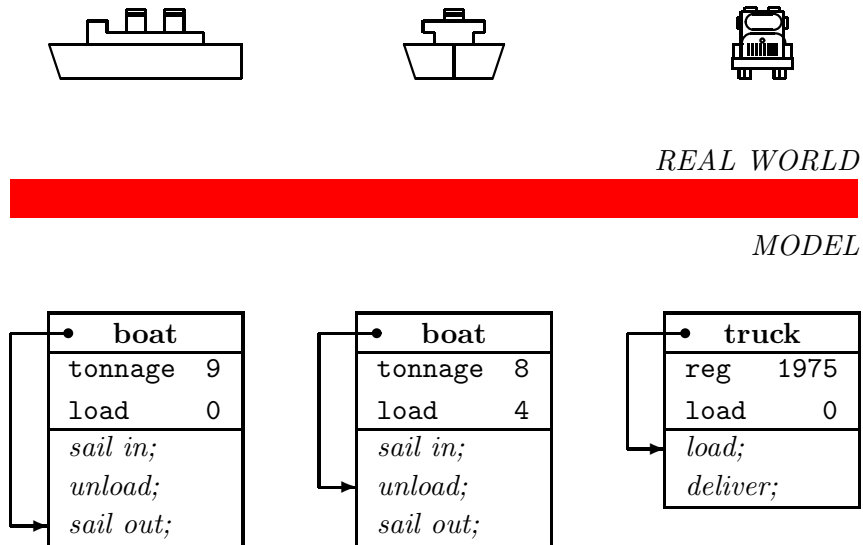 REAL WORLD
MODEL
boat
tonnage 9
load 0
sail in;
unload;
sail out;
boat
tonnage 8
load 4
sail in;
unload;
sail out;
truck
reg 1975
load 0
load;
deliver;